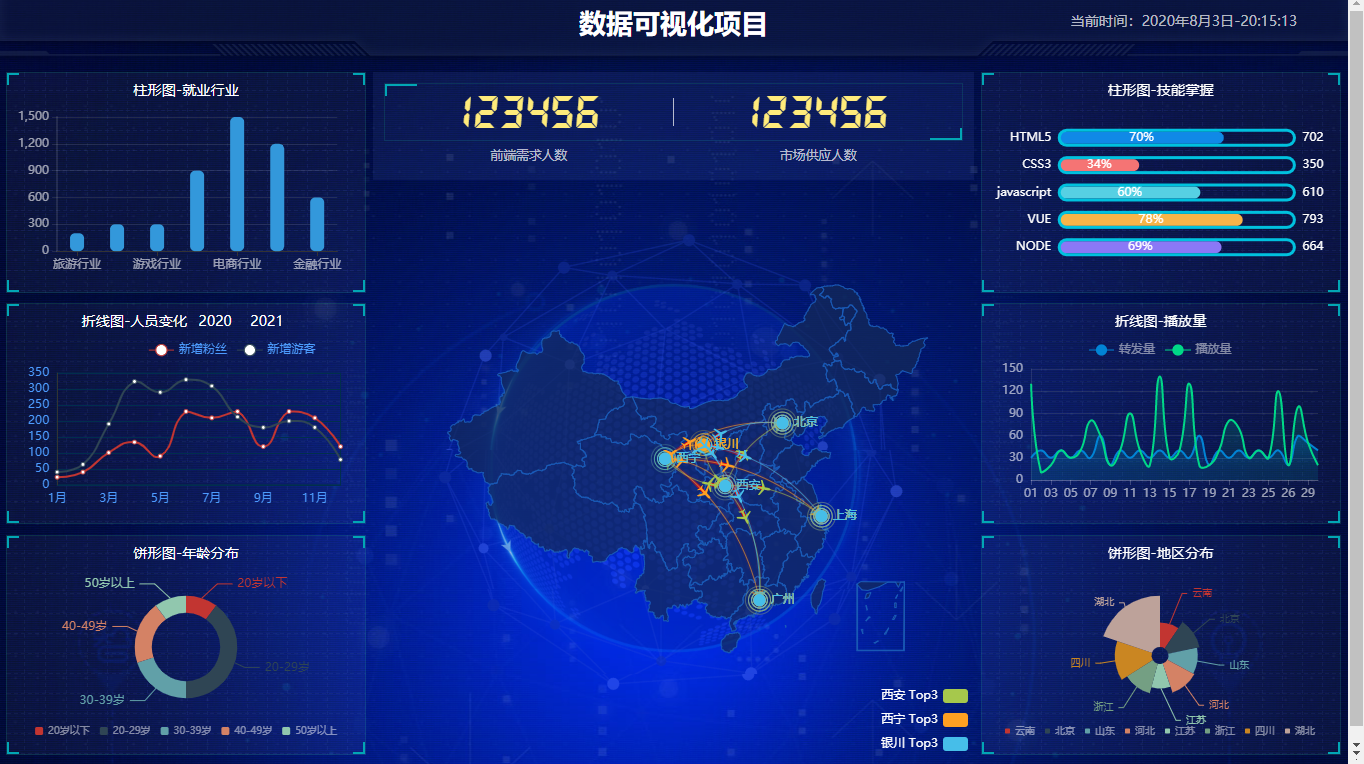 数据可视化项目
当前时间：2020年8月3日-20:15:13
柱形图-就业行业
1,500
1,200
900
600
300
0
旅游行业 游戏行业 电商行业 金融行业
折线图-人员变化 2020 2021
新增粉丝 新增游客
350
300
250
200
150
100
50
0
1月 3月 5月 7月 9月 11月
饼形图-年龄分布
50岁以上 20岁以下
40-49岁
20-29岁
30-39岁
20岁以下 20-29岁 30-39岁 40-49岁 50岁以上
123456 123456
前端需求人数 市场供应人数
北京
银川
西宁
西安
上海
广州
西安 Top3
西宁 Top3
银川 Top3
柱形图-技能掌握
HTML5 70% 702
CSS3 34% 350
javascript 60% 610
VUE 78% 793
NODE 69% 664
折线图-播放量
转发量 播放量
150
120
90
60
30
0
01 03 05 07 09 11 13 15 17 19 21 23 25 27 29
饼形图-地区分布
湖北 云南
北京
四川 山东
浙江 河北
江苏
云南 北京 山东 河北 江苏 浙江 四川 湖北